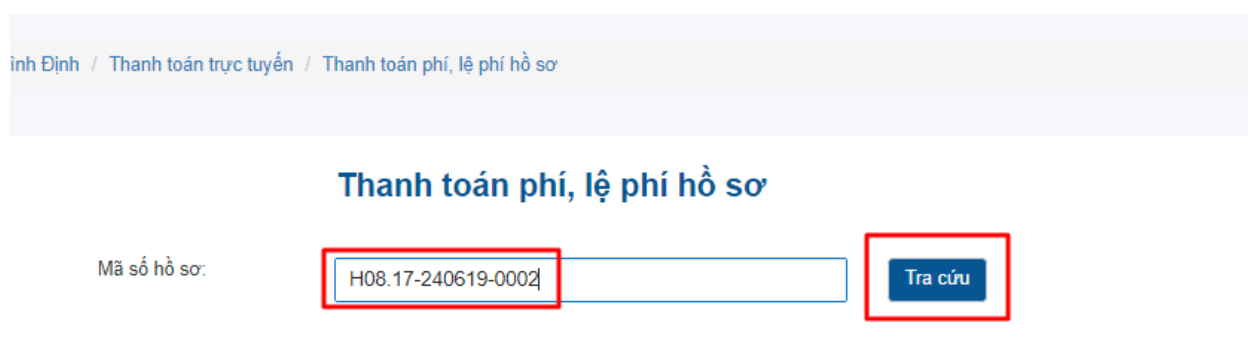 ình Định / Thanh toán trực tuyến / Thanh toán phí, lệ phí hồ sơ
Thanh toán phí, lệ phí hồ sơ
Mã số hồ sơ:
H08.17-240619-0002
Tra cứu